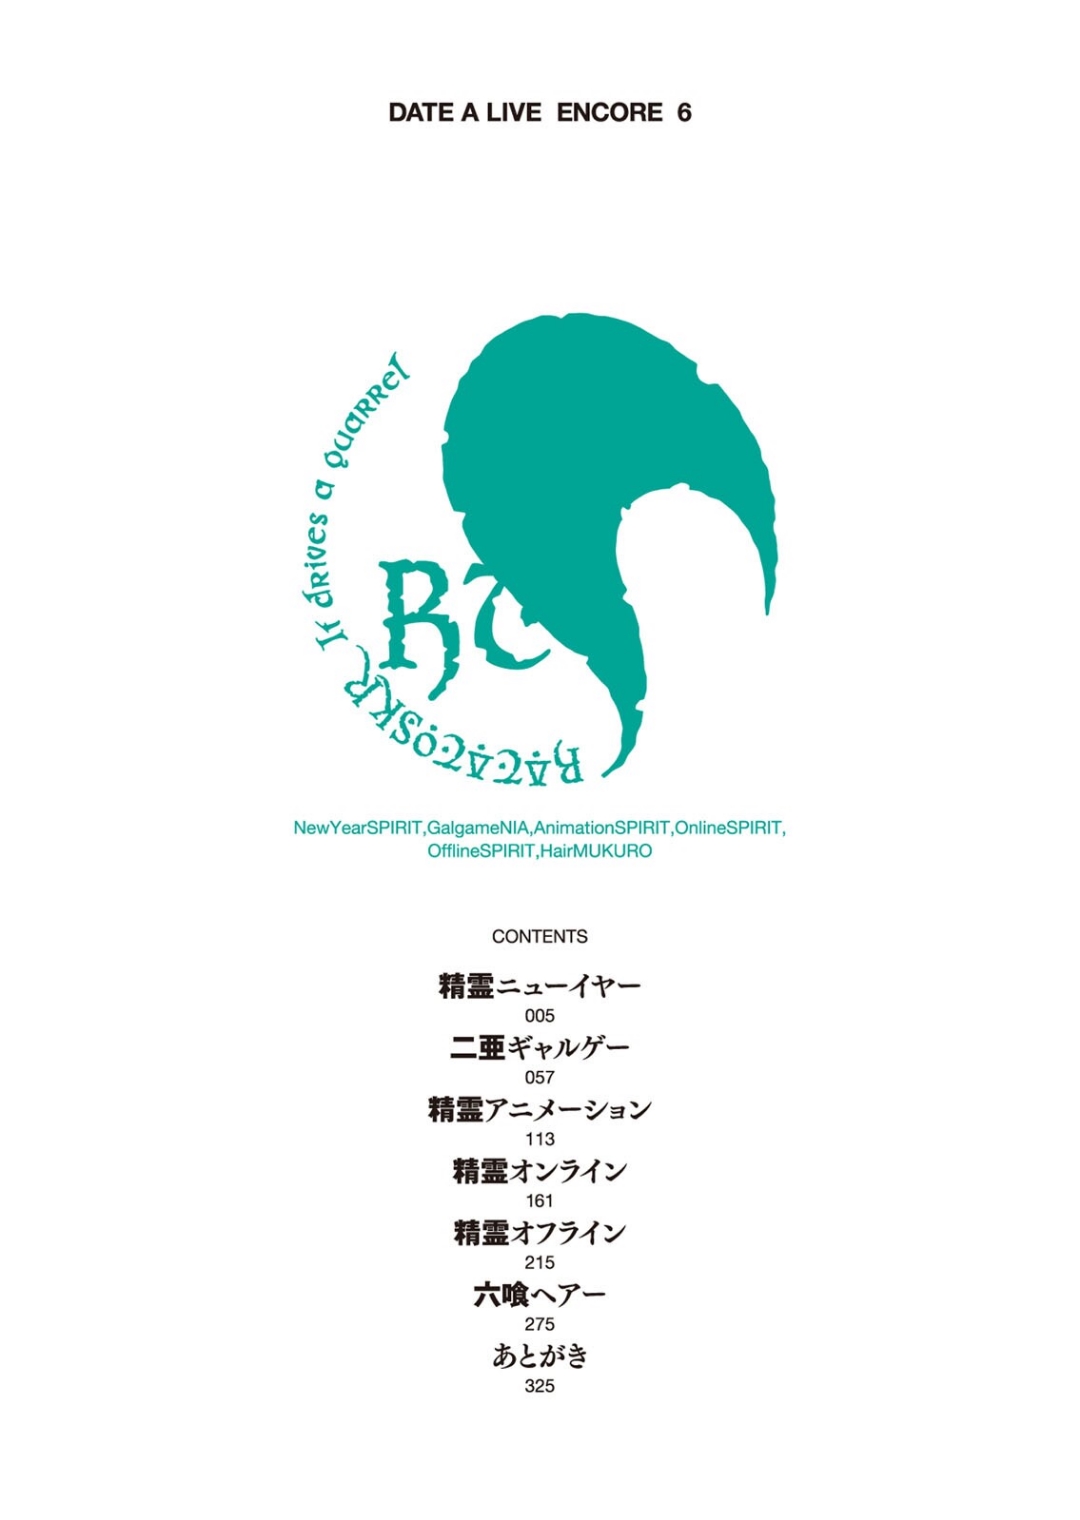 DATE A LIVE ENCORE 6
RATATOSKR If drives a quarrel
RT
NewYearSPIRIT,GalgameNIA,AnimationSPIRIT,OnlineSPIRIT,
OfflineSPIRIT,HairMUKURO
CONTENTS
精霊ニューイヤー
005
二亜ギャルゲー
057
精霊アニメーション
113
精霊オンライン
161
精霊オフライン
215
六喰ヘアー
275
あとがき
325